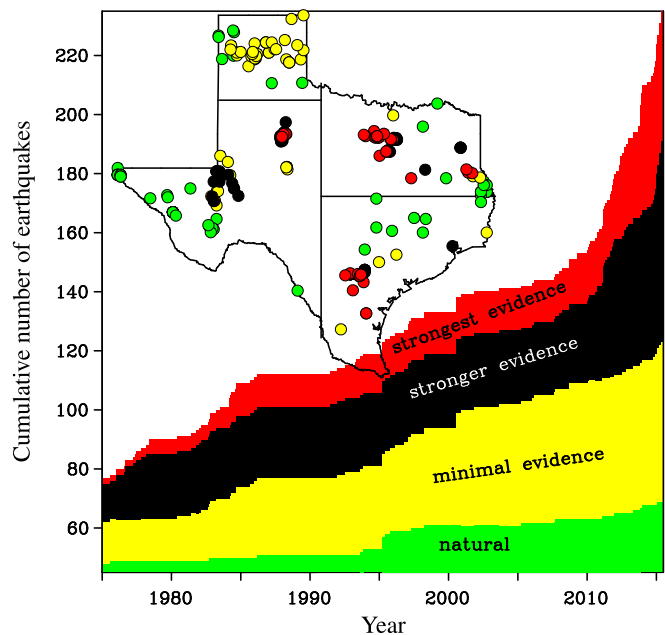 Cumulative number of earthquakes
220
200
180
160
140
120
100
80
60
strongest evidence
stronger evidence
minimal evidence
natural
1980 1990 2000 2010
Year